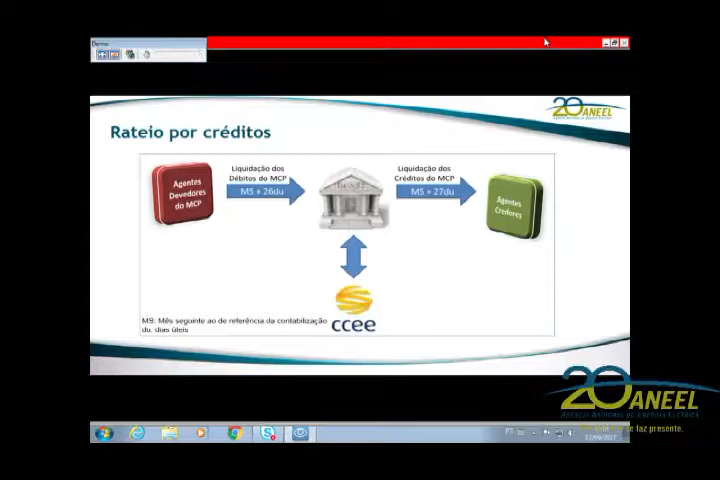 Demo
20 ANEEL
Rateio por créditos
Liquidação dos
Débitos do MCP
MS + 26du
Liquidação dos
Créditos do MCP
MS + 27du
Agentes
Devedores
do MCP
Agentes
Credores
MS: Mês seguinte ao de referência da contabilização
du: dias úteis
ccee
20 ANEEL
AGÊNCIA NACIONAL DE ENERGIA ELÉTRICA
se faz presente.
PT